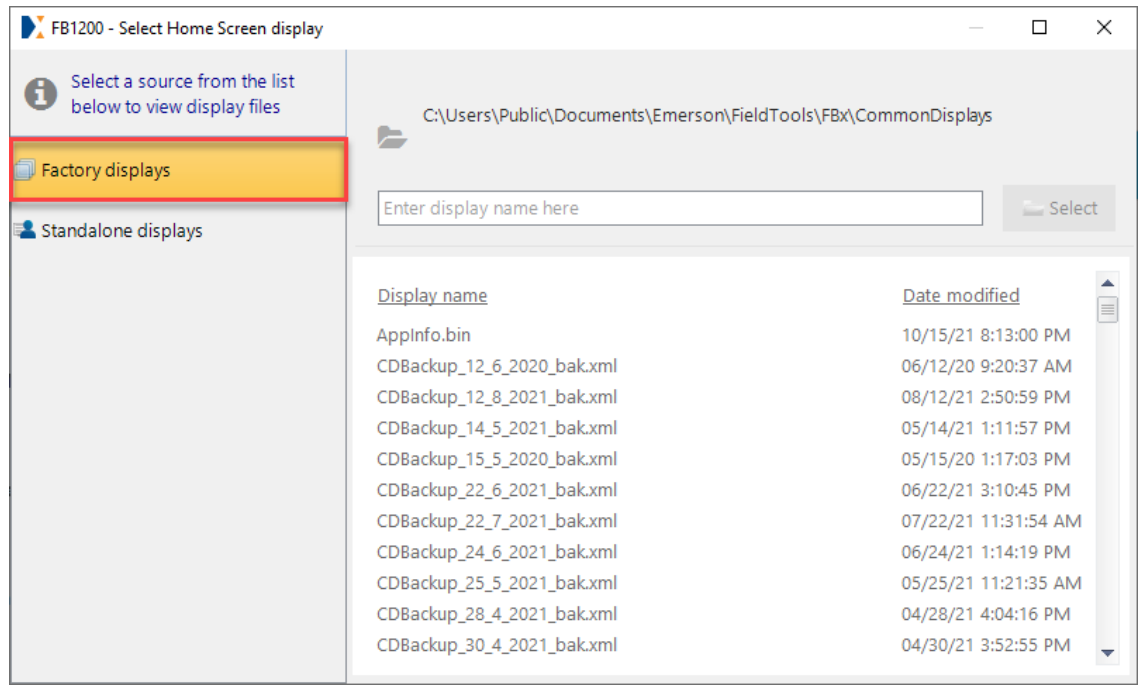 FB1200 - Select Home Screen display
Select a source from the list
below to view display files
Factory displays
Standalone displays
C:\Users\Public\Documents\Emerson\FieldTools\FBx\CommonDisplays
Enter display name here
Select
Display name Date modified
AppInfo.bin 10/15/21 8:13:00 PM
CDBackup_12_6_2020_bak.xml 06/12/20 9:20:37 AM
CDBackup_12_8_2021_bak.xml 08/12/21 2:50:59 PM
CDBackup_14_5_2021_bak.xml 05/14/21 1:11:57 PM
CDBackup_15_5_2020_bak.xml 05/15/20 1:17:03 PM
CDBackup_22_6_2021_bak.xml 06/22/21 3:10:45 PM
CDBackup_22_7_2021_bak.xml 07/22/21 11:31:54 AM
CDBackup_24_6_2021_bak.xml 06/24/21 1:14:19 PM
CDBackup_25_5_2021_bak.xml 05/25/21 11:21:35 AM
CDBackup_28_4_2021_bak.xml 04/28/21 4:04:16 PM
CDBackup_30_4_2021_bak.xml 04/30/21 3:52:55 PM